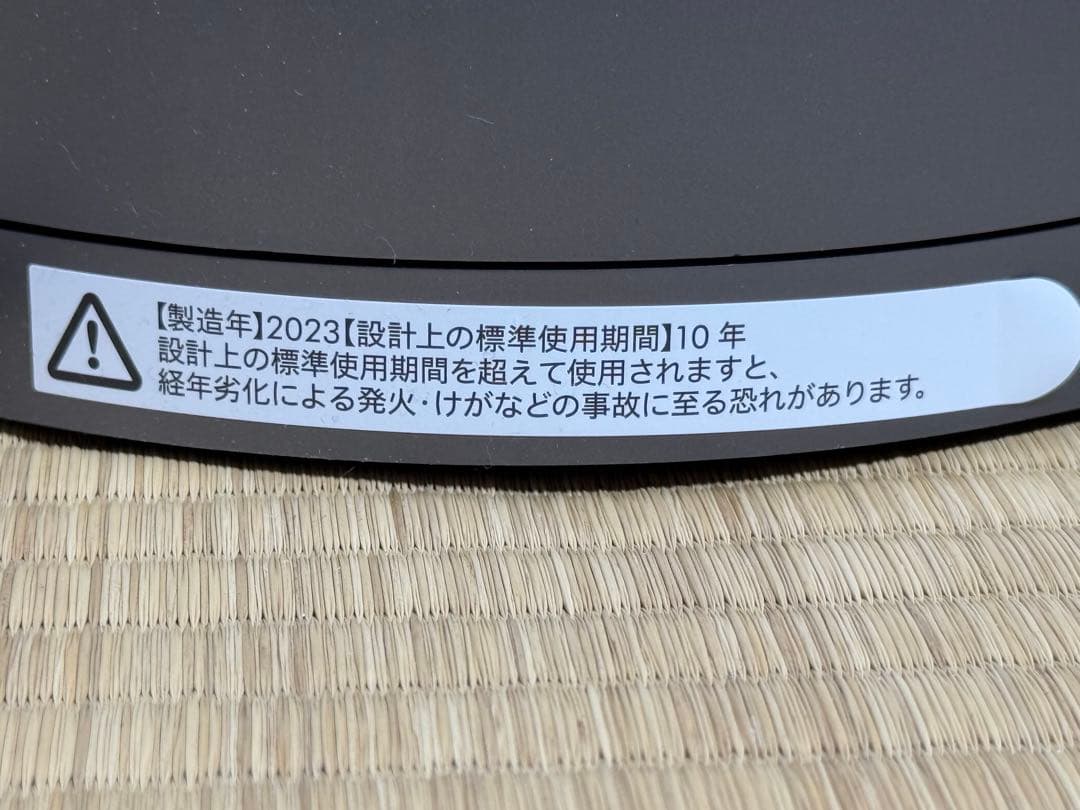 【製造年】2023【設計上の標準使用期間】10 年
設計上の標準使用期間を超えて使用されますと、
経年劣化による発火・けがなどの事故に至る恐れがあります。